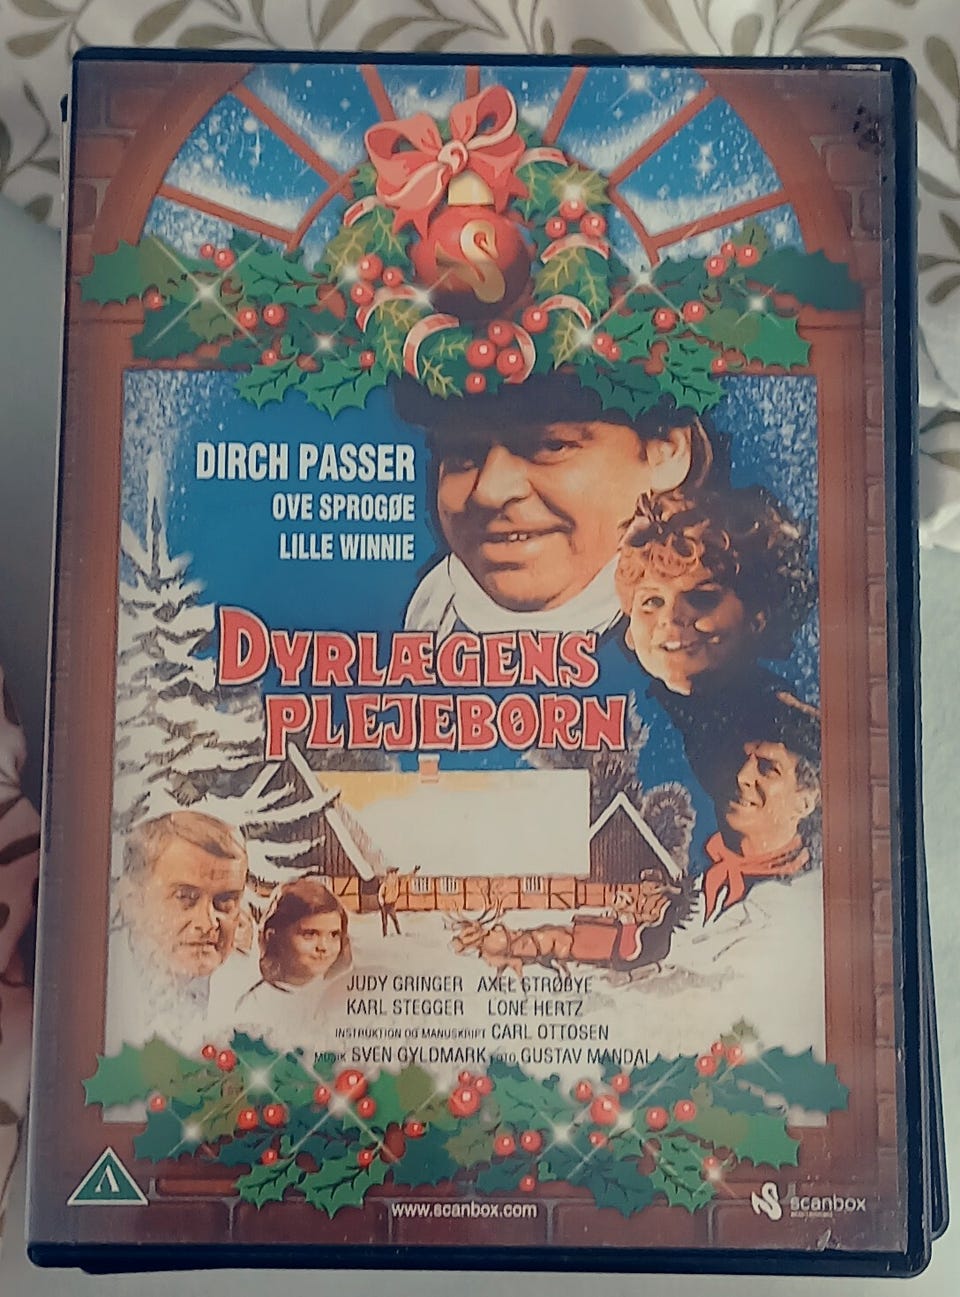 DIRCH PASSER
OVE SPROGØE
LILLE WINNIE
DYRLÆGENS
PLEJEBØRN
JUDY GRINGER AXEL STRØBYE
KARL STEGGER LONE HERTZ
INSTRUKTION OG MANUSKRIPT CARL OTTOSEN
MUSIK SVEN GYLDMARK FOTO GUSTAV MANDAL
www.scanbox.com
scanbox